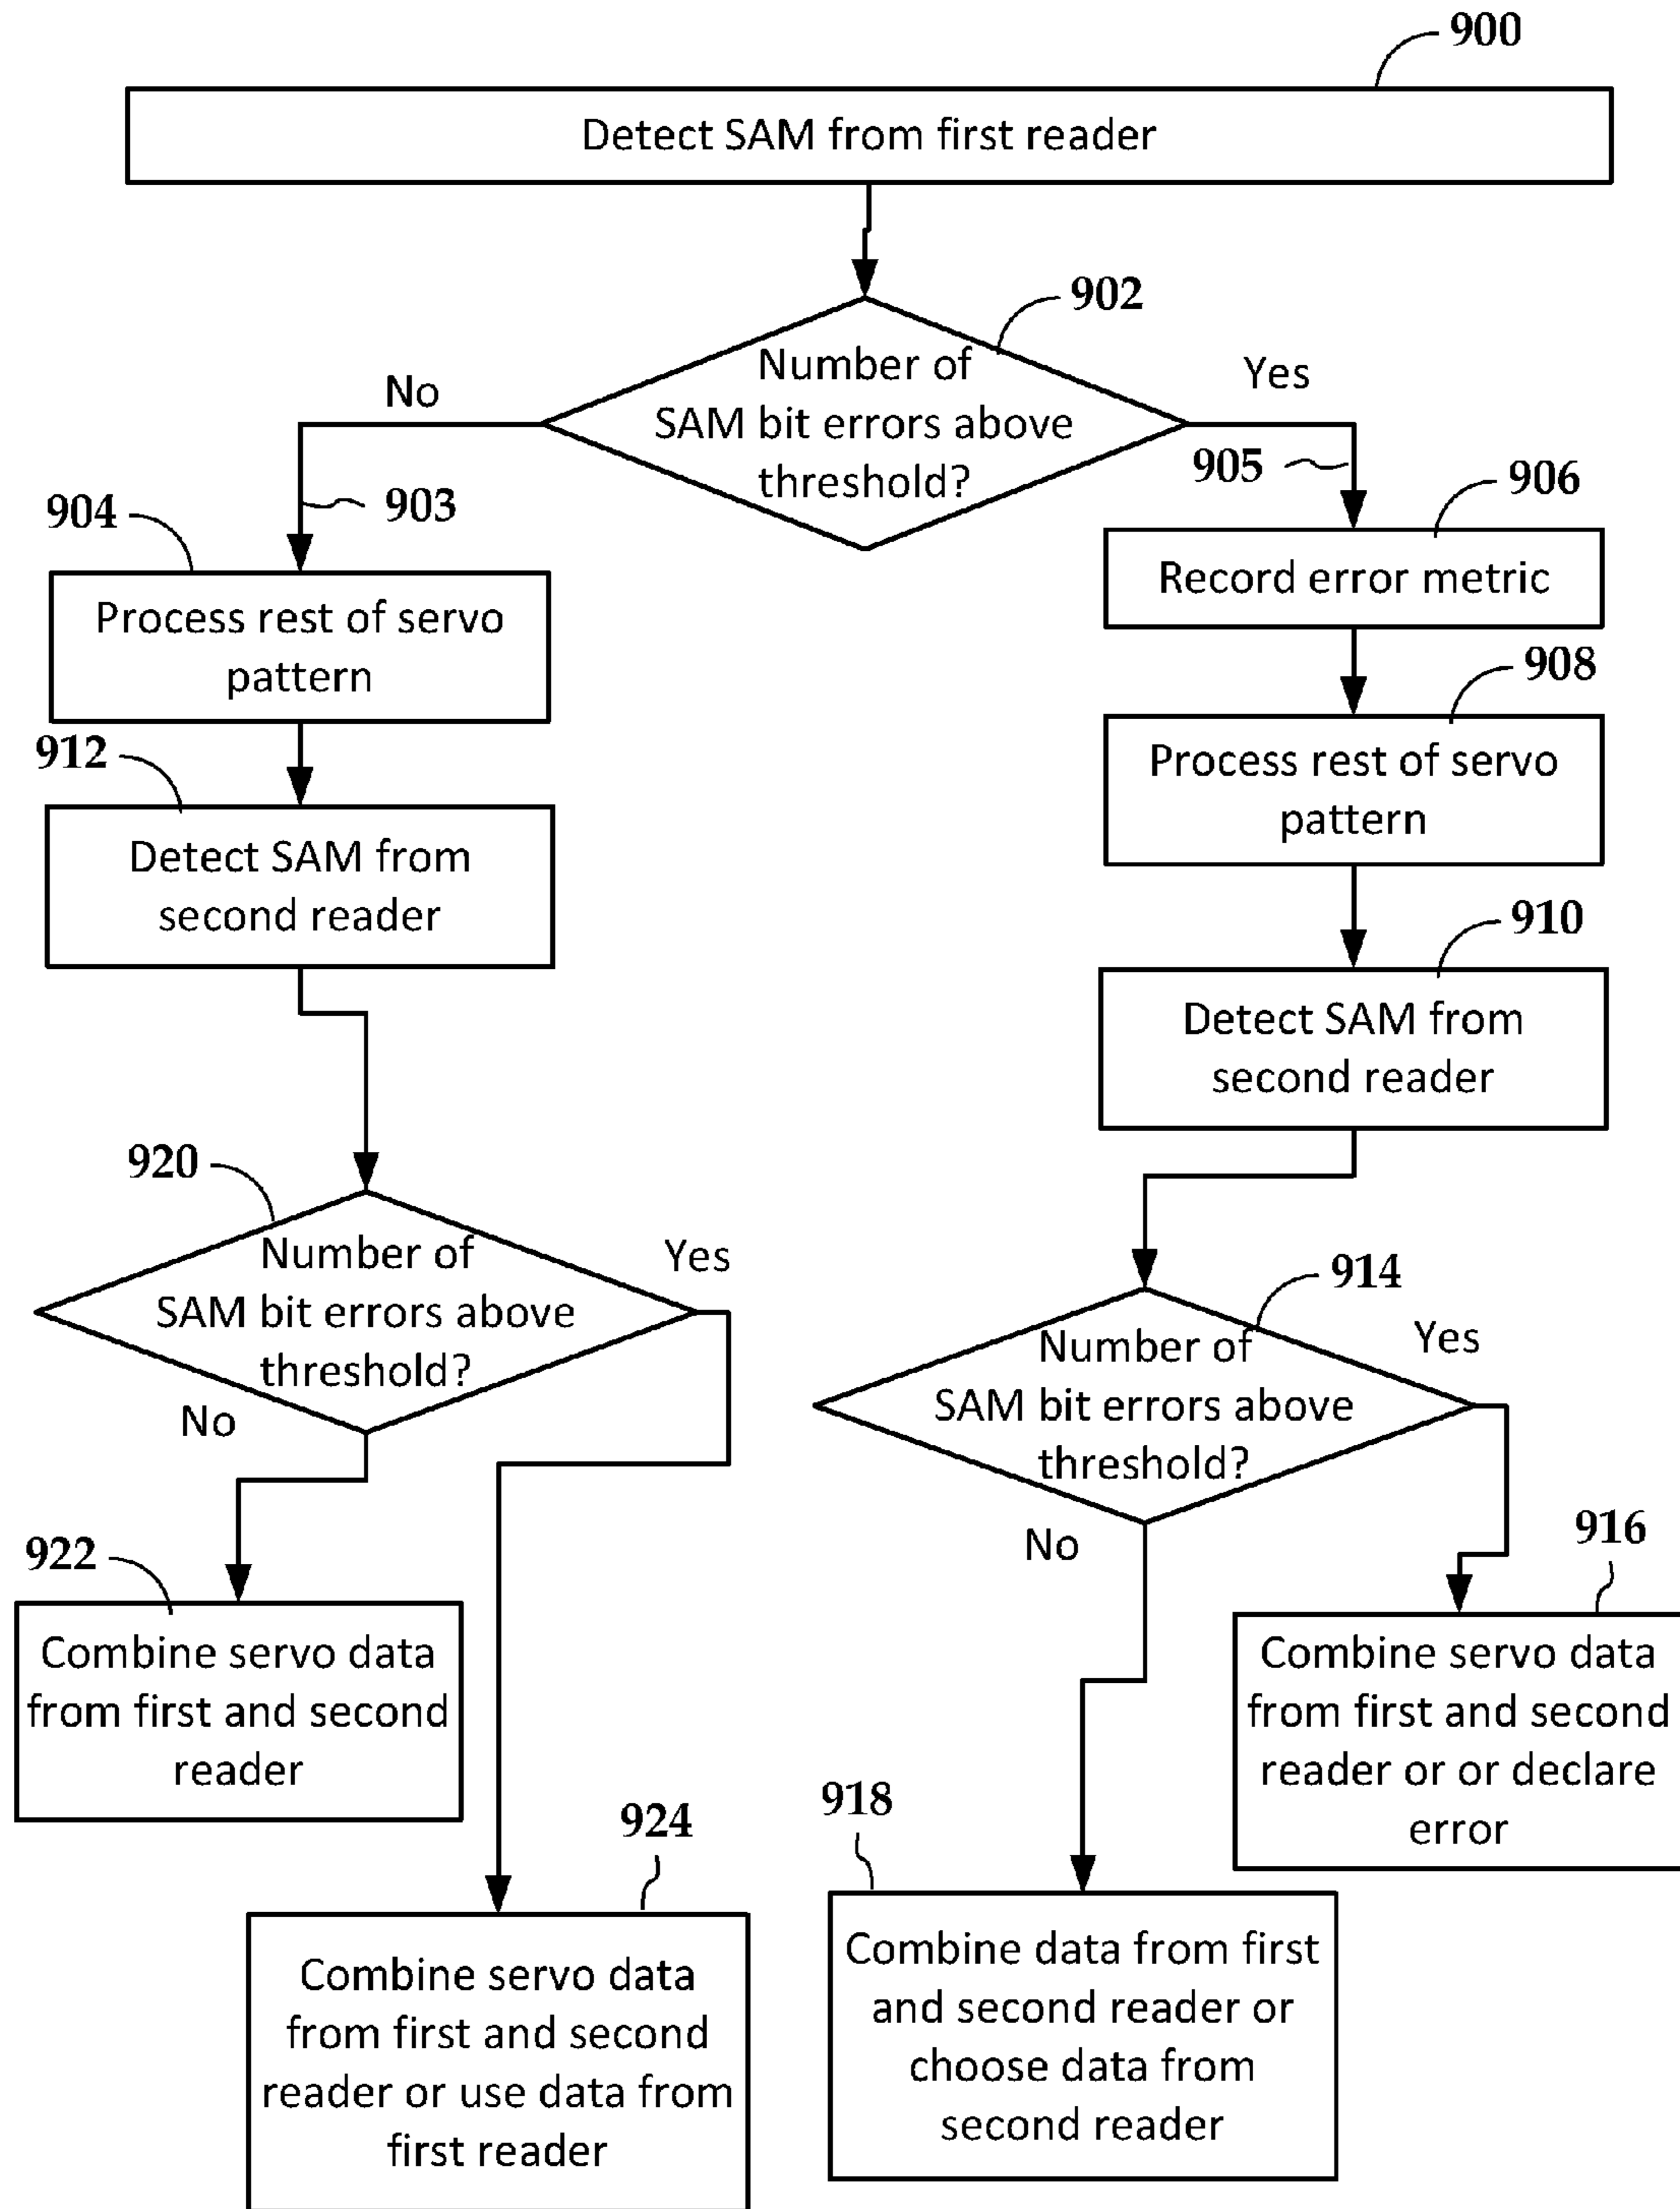 900
Detect SAM from first reader
902
Number of
SAM bit errors above
threshold?
No
Yes
903
905
904
Process rest of servo
pattern
906
Record error metric
908
Process rest of servo
pattern
912
Detect SAM from
second reader
910
Detect SAM from
second reader
920
Number of
SAM bit errors above
threshold?
Yes
No
914
Number of
SAM bit errors above
threshold?
Yes
No
922
Combine servo data
from first and second
reader
916
Combine servo data
from first and second
reader or or declare
error
924
Combine servo data
from first and second
reader or use data from
first reader
918
Combine data from first
and second reader or
choose data from
second reader